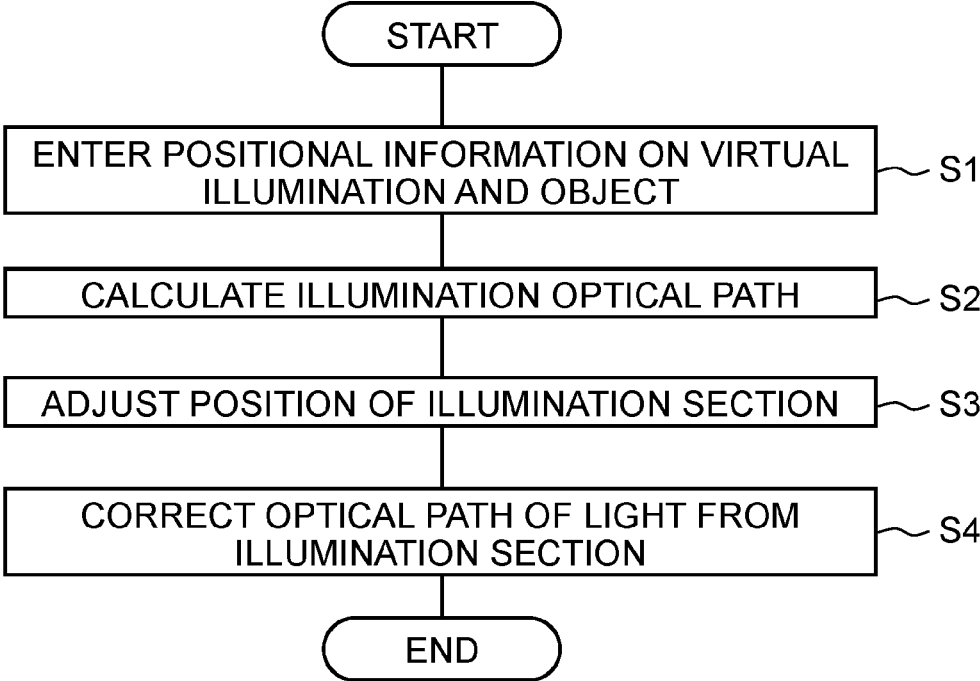 START
ENTER POSITIONAL INFORMATION ON VIRTUAL
ILLUMINATION AND OBJECT
S1
CALCULATE ILLUMINATION OPTICAL PATH
S2
ADJUST POSITION OF ILLUMINATION SECTION
S3
CORRECT OPTICAL PATH OF LIGHT FROM
ILLUMINATION SECTION
S4
END